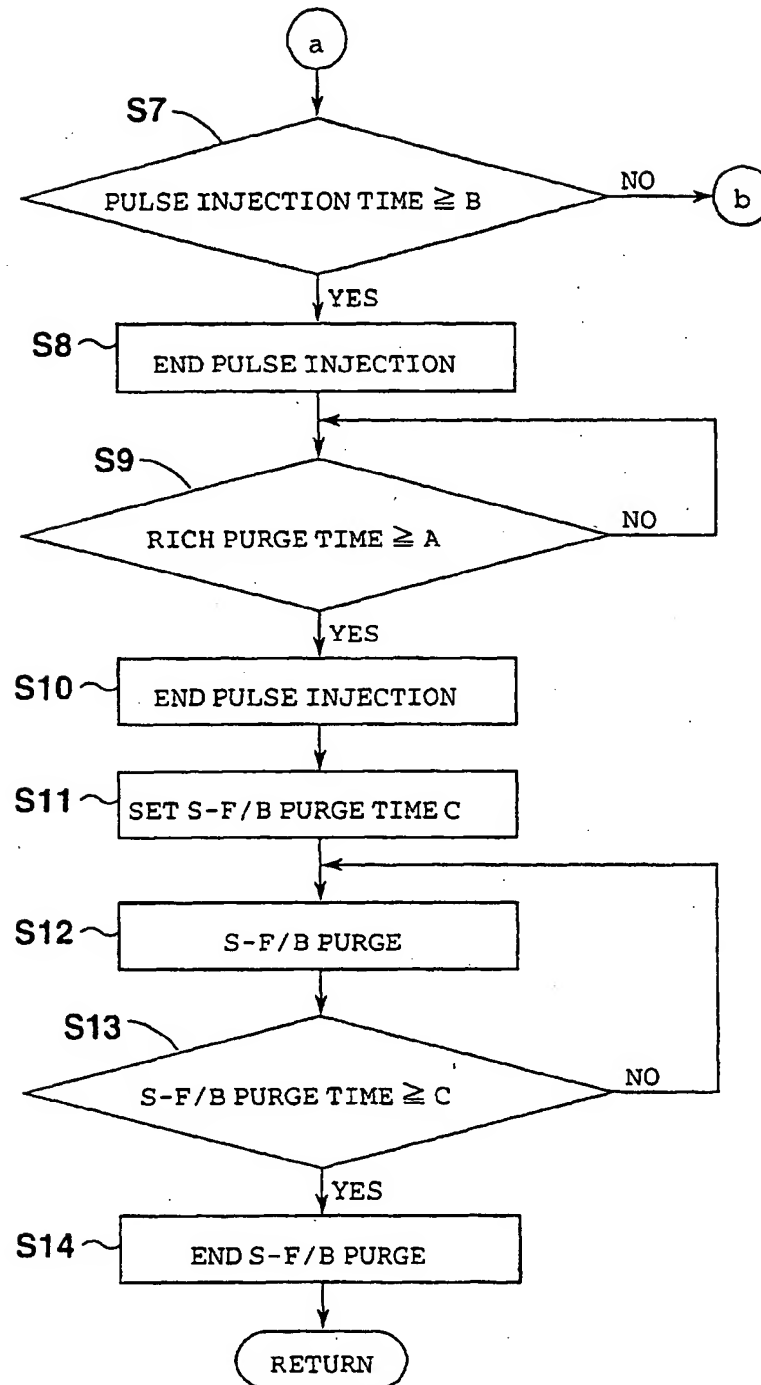 a
S7
PULSE INJECTION TIME ≧ B
NO
b
YES
S8
END PULSE INJECTION
S9
RICH PURGE TIME ≧ A
NO
YES
S10
END PULSE INJECTION
S11
SET S-F/B PURGE TIME C
S12
S-F/B PURGE
S13
S-F/B PURGE TIME ≧ C
NO
YES
S14
END S-F/B PURGE
RETURN